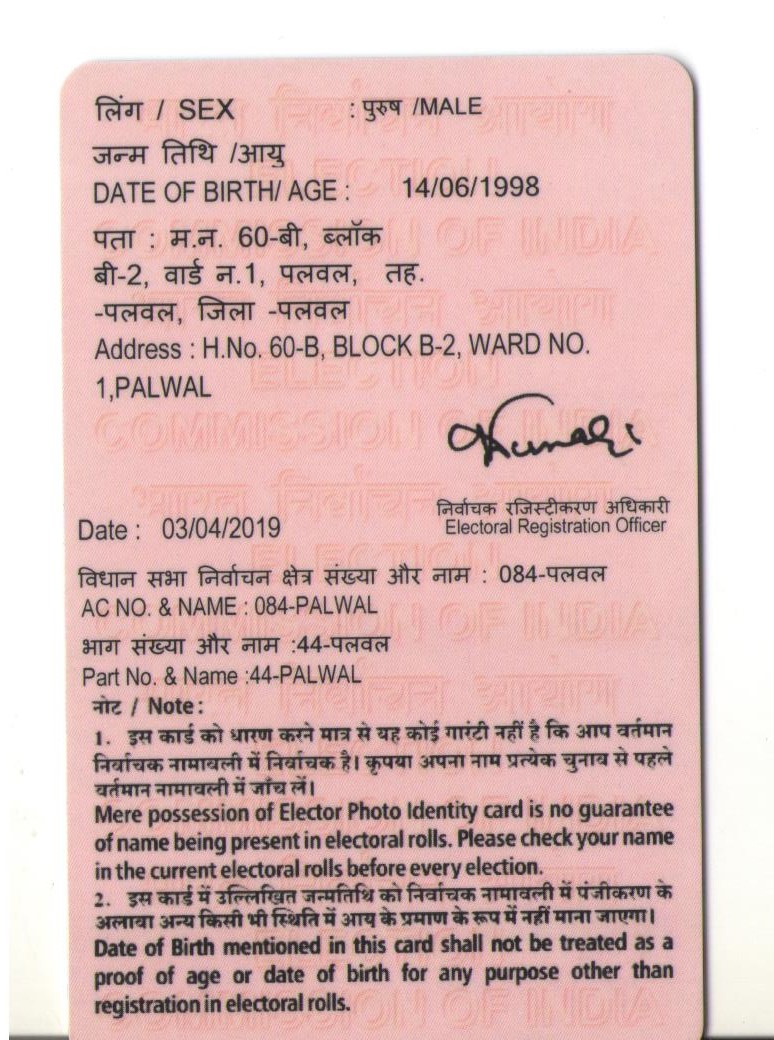 लिंग / SEX : पुरुष /MALE
जन्म तिथि /आयु
DATE OF BIRTH/ AGE : 14/06/1998
पता : म.न. 60-बी, ब्लॉक
बी-2, वार्ड न.1, पलवल, तह.
-पलवल, जिला -पलवल
Address : H.No. 60-B, BLOCK B-2, WARD NO.
1,PALWAL
निर्वाचक रजिस्टीकरण अधिकारी
Date : 03/04/2019 Electoral Registration Officer
विधान सभा निर्वाचन क्षेत्र संख्या और नाम : 084-पलवल
AC NO. & NAME : 084-PALWAL
भाग संख्या और नाम :44-पलवल
Part No. & Name :44-PALWAL
नोट / Note :
1. इस कार्ड को धारण करने मात्र से यह कोई गारंटी नहीं है कि आप वर्तमान
निर्वाचक नामावली में निर्वाचक है। कृपया अपना नाम प्रत्येक चुनाव से पहले
वर्तमान नामावली में जाँच लें।
Mere possession of Elector Photo Identity card is no guarantee
of name being present in electoral rolls. Please check your name
in the current electoral rolls before every election.
2. इस कार्ड में उल्लिखित जन्मतिथि को निर्वाचक नामावली में पंजीकरण के
अलावा अन्य किसी भी स्थिति में आयु के प्रमाण के रूप में नहीं माना जाएगा।
Date of Birth mentioned in this card shall not be treated as a
proof of age or date of birth for any purpose other than
registration in electoral rolls.